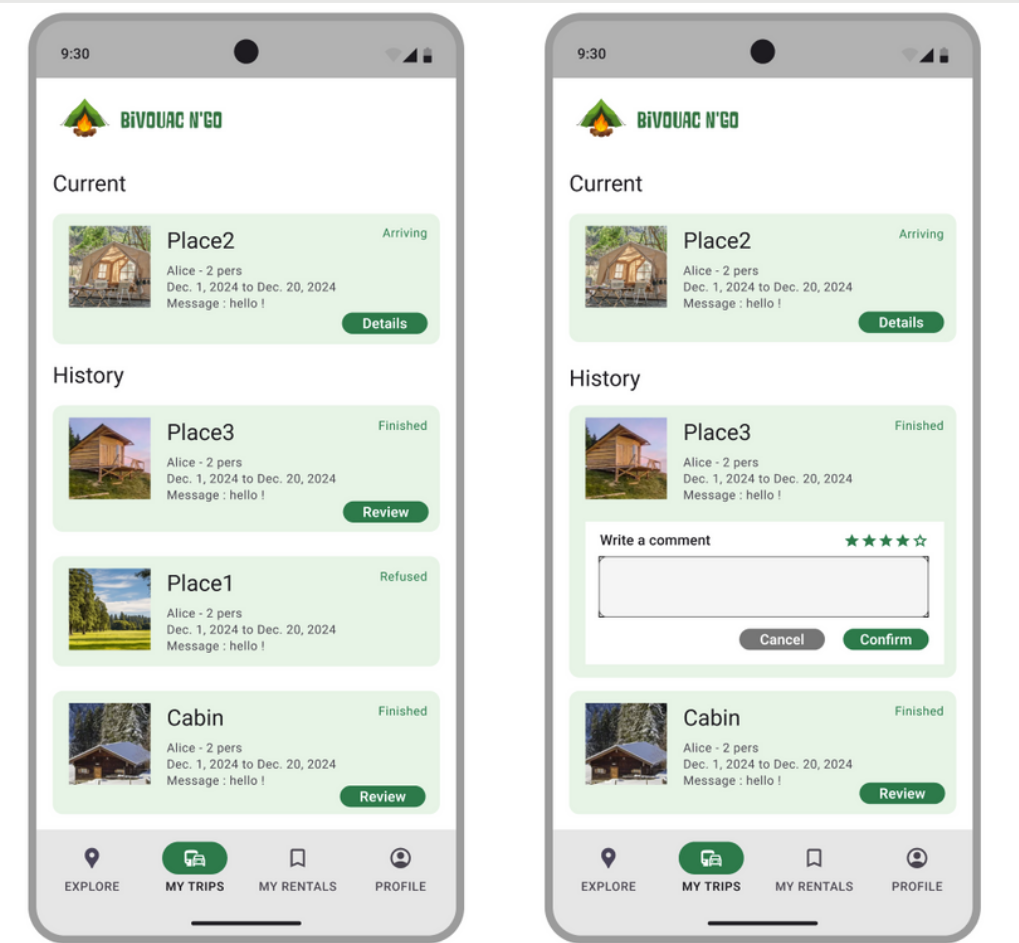 9:30
BiVOUAC N'GO
Current
Place2
Arriving
Alice - 2 pers
Dec. 1, 2024 to Dec. 20, 2024
Message : hello !
Details
History
Place3
Finished
Alice - 2 pers
Dec. 1, 2024 to Dec. 20, 2024
Message : hello !
Review
Place1
Refused
Alice - 2 pers
Dec. 1, 2024 to Dec. 20, 2024
Message : hello !
Cabin
Finished
Alice - 2 pers
Dec. 1, 2024 to Dec. 20, 2024
Message : hello !
Review
EXPLORE
MY TRIPS
MY RENTALS
PROFILE
9:30
BiVOUAC N'GO
Current
Place2
Arriving
Alice - 2 pers
Dec. 1, 2024 to Dec. 20, 2024
Message : hello !
Details
History
Place3
Finished
Alice - 2 pers
Dec. 1, 2024 to Dec. 20, 2024
Message : hello !
Write a comment
Cancel
Confirm
Cabin
Finished
Alice - 2 pers
Dec. 1, 2024 to Dec. 20, 2024
Message : hello !
Review
EXPLORE
MY TRIPS
MY RENTALS
PROFILE